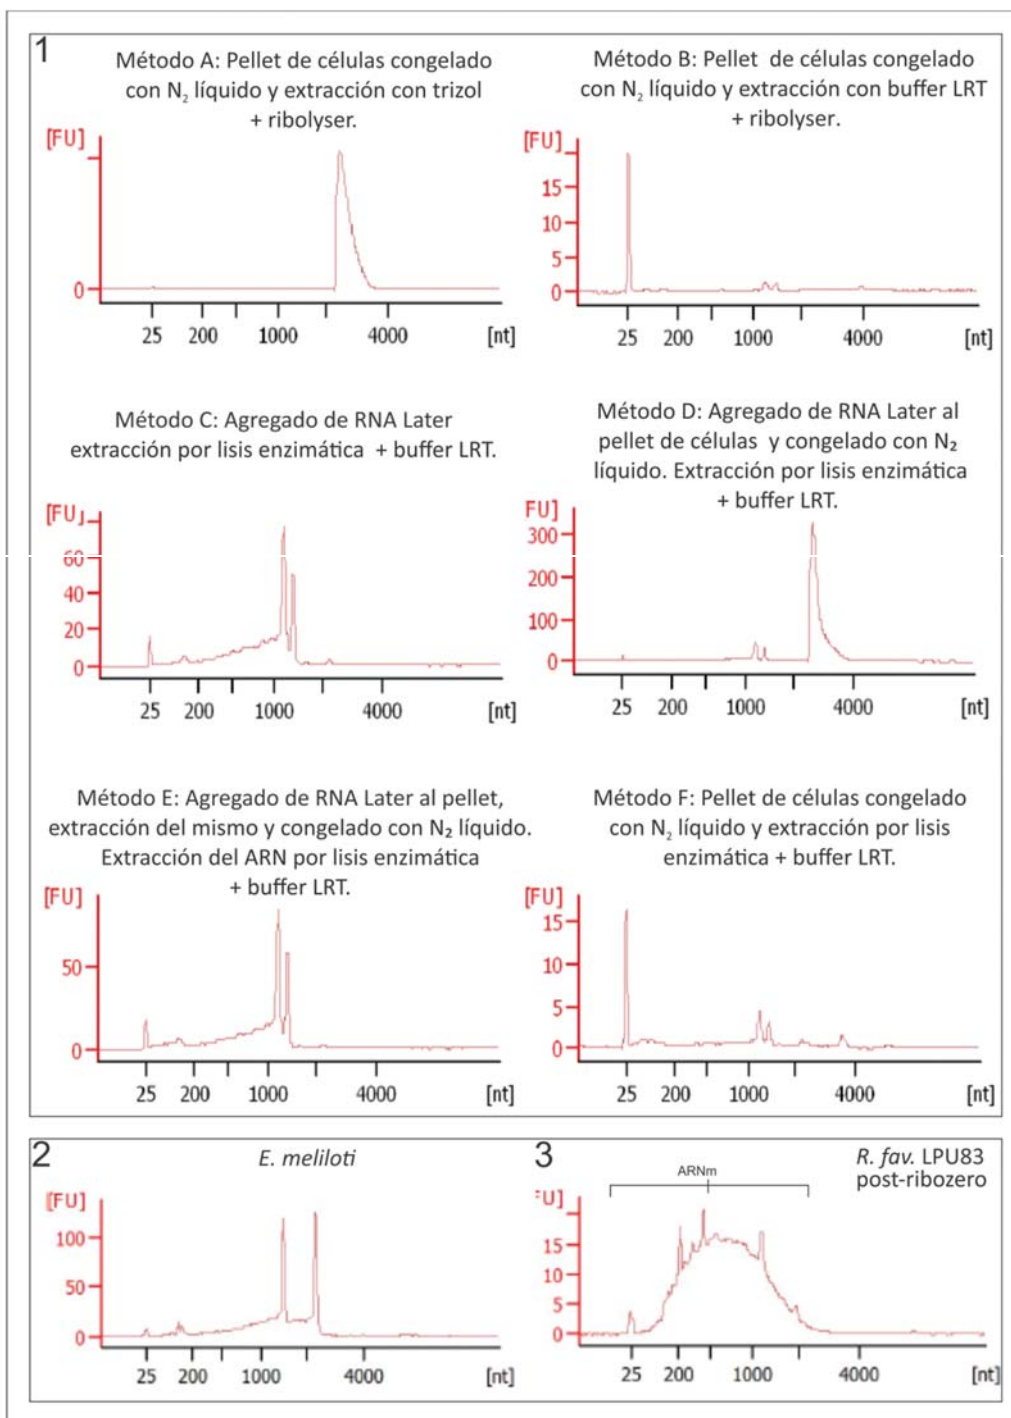 1
Método A: Pellet de células congelado
con N₂ líquido y extracción con trizol
+ ribolyser.
[FU]
0
25 200 1000 4000 [nt]
Método B: Pellet de células congelado
con N₂ líquido y extracción con buffer LRT
+ ribolyser.
[FU]
15
10
5
0
25 200 1000 4000 [nt]
Método C: Agregado de RNA Later
extracción por lisis enzimática + buffer LRT.
[FU]
60
40
20
0
25 200 1000 4000 [nt]
Método D: Agregado de RNA Later al
pellet de células y congelado con N₂
líquido. Extracción por lisis enzimática
+ buffer LRT.
FU]
300
200
100
0
25 200 1000 4000 [nt]
Método E: Agregado de RNA Later al pellet,
extracción del mismo y congelado con N₂ líquido.
Extracción del ARN por lisis enzimática
+ buffer LRT.
[FU]
50
0
25 200 1000 4000 [nt]
Método F: Pellet de células congelado
con N₂ líquido y extracción por lisis
enzimática + buffer LRT.
[FU]
15
10
5
0
25 200 1000 4000 [nt]
2
E. meliloti
[FU]
100
50
0
25 200 1000 4000 [nt]
3
R. fav. LPU83
post-ribozero
ARNm
FU]
15
10
5
0
25 200 1000 4000 [nt]